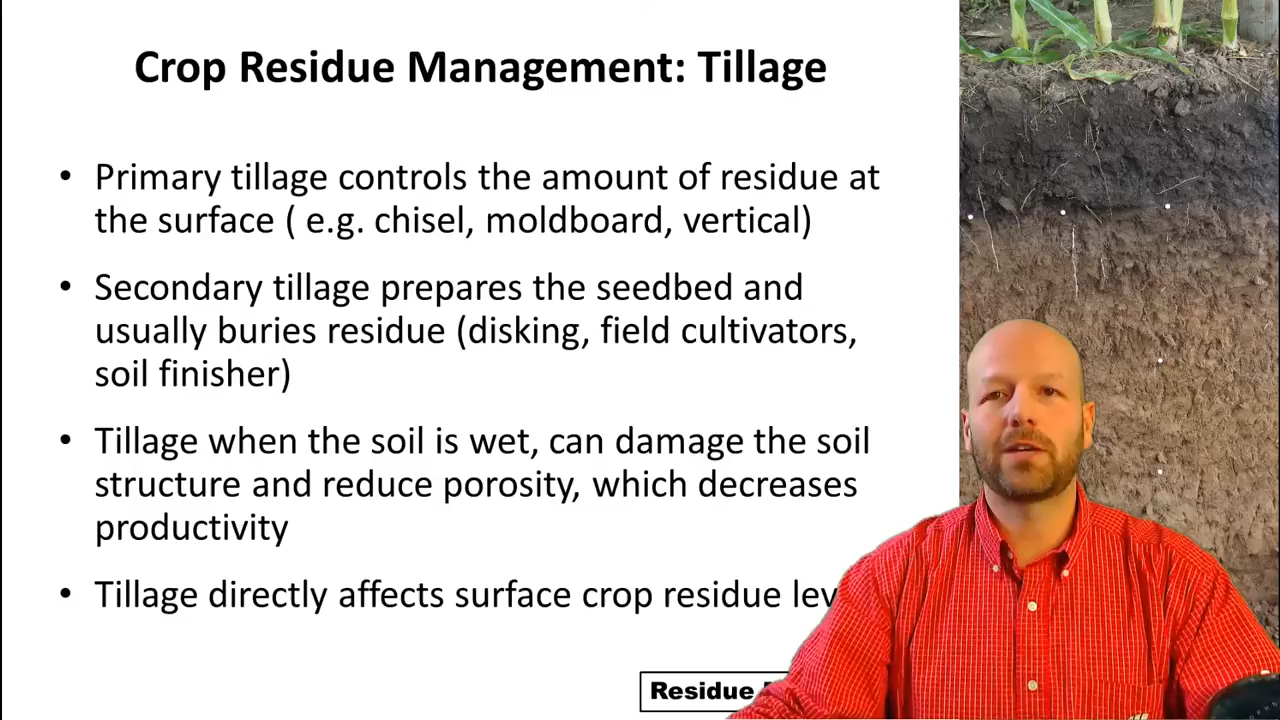 Crop Residue Management: Tillage
• Primary tillage controls the amount of residue at
the surface ( e.g. chisel, moldboard, vertical)
• Secondary tillage prepares the seedbed and
usually buries residue (disking, field cultivators,
soil finisher)
• Tillage when the soil is wet, can damage the soil
structure and reduce porosity, which decreases
productivity
• Tillage directly affects surface crop residue lev
Residue